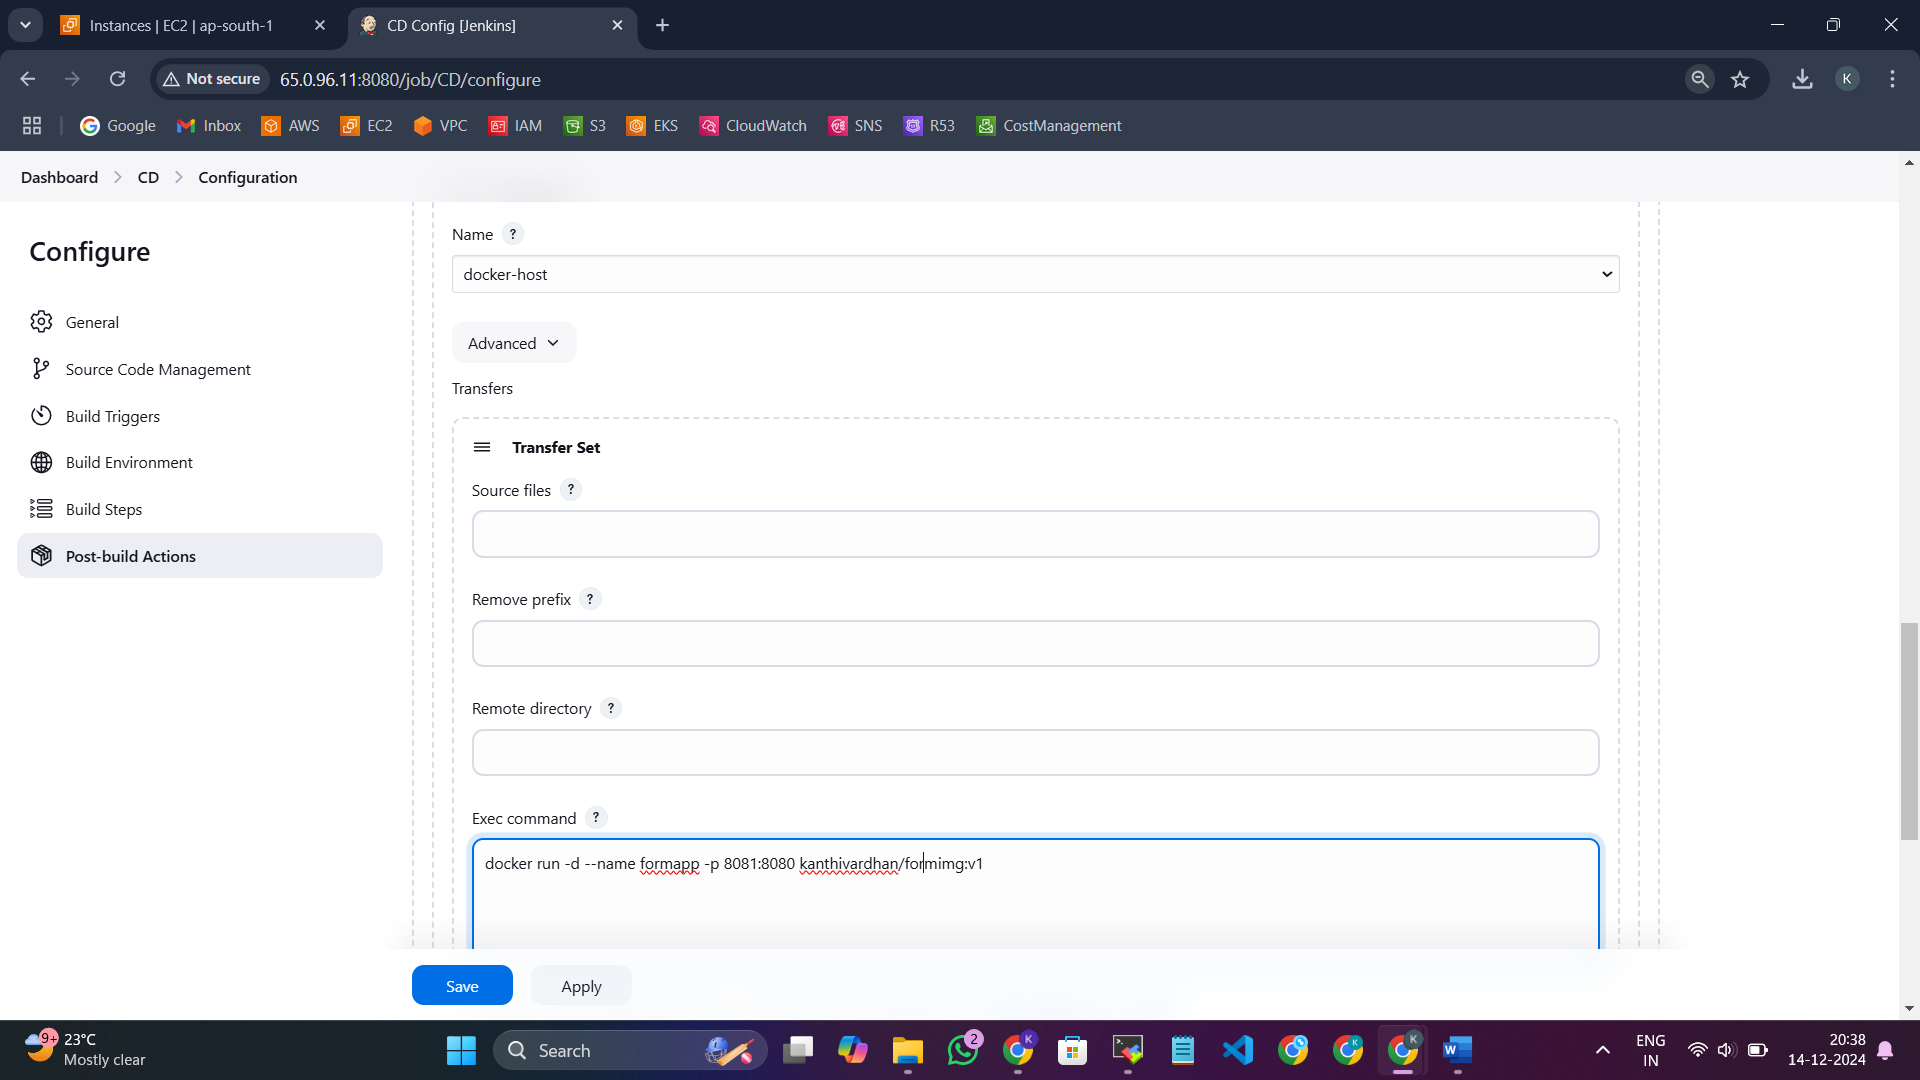 Instances | EC2 | ap-south-1
CD Config [Jenkins]
Not secure
65.0.96.11:8080/job/CD/configure
K
Google
Inbox
AWS
EC2
VPC
IAM
S3
EKS
CloudWatch
SNS
R53
CostManagement
Dashboard
CD
Configuration
Configure
General
Source Code Management
Build Triggers
Build Environment
Build Steps
Post-build Actions
Name ?
docker-host
Advanced
Transfers
Transfer Set
Source files ?
Remove prefix ?
Remote directory ?
Exec command ?
docker run -d --name formapp -p 8081:8080 kanthivardhan/formimg:v1
Save
Apply
9+
23°C
Mostly clear
Search
2
K
K
K
W
ENG
IN
20:38
14-12-2024